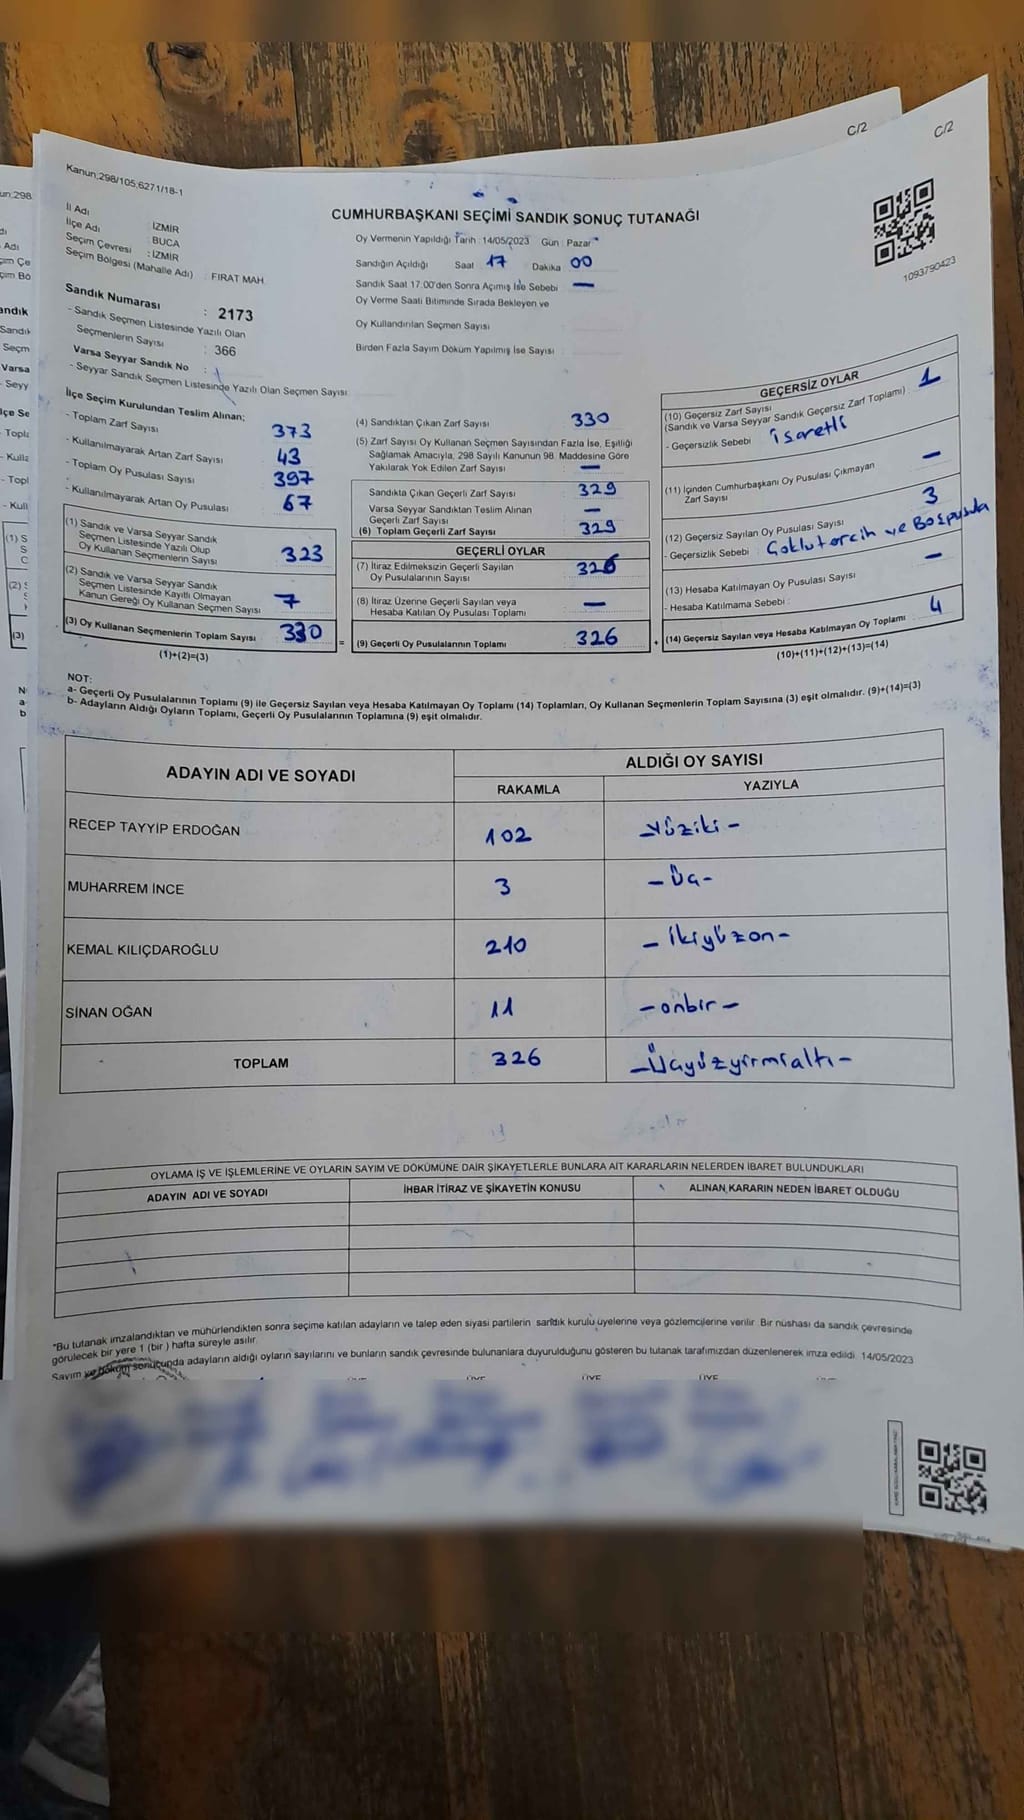 C/2
C/2
Kanun;298/105,6271/18-1
CUMHURBAŞKANI SEÇİMİ SANDIK SONUÇ TUTANAĞI
1093790423
İl Adı : İZMİR
İlçe Adı : BUCA
Seçim Çevresi : İZMİR
Seçim Bölgesi (Mahalle Adı) : FIRAT MAH.
Sandık Numarası : 2173
- Sandık Seçmen Listesinde Yazılı Olan
Seçmenlerin Sayısı : 366
Varsa Seyyar Sandık No :
- Seyyar Sandık Seçmen Listesinde Yazılı Olan Seçmen Sayısı
Oy Vermenin Yapıldığı Tarih : 14/05/2023 Gün : Pazar
Sandığın Açıldığı Saat 17 Dakika 00
Sandık Saat 17.00'den Sonra Açımış İse Sebebi —
Oy Verme Saati Bitiminde Sırada Bekleyen ve
Oy Kullandırılan Seçmen Sayısı
Birden Fazla Sayım Döküm Yapılmış İse Sayısı
İlçe Seçim Kurulundan Teslim Alınan;
- Toplam Zarf Sayısı 373
- Kullanılmayarak Artan Zarf Sayısı 43
- Toplam Oy Pusulası Sayısı 397
- Kullanılmayarak Artan Oy Pusulası 67
(1) Sandık ve Varsa Seyyar Sandık
Seçmen Listesinde Yazılı Olup
Oy Kullanan Seçmenlerin Sayısı 323
(2) Sandık ve Varsa Seyyar Sandık
Seçmen Listesinde Kayıtlı Olmayan
Kanun Gereği Oy Kullanan Seçmen Sayısı 7
(3) Oy Kullanan Seçmenlerin Toplam Sayısı 330
(1)+(2)=(3)
(4) Sandıktan Çıkan Zarf Sayısı 330
(5) Zarf Sayısı Oy Kullanan Seçmen Sayısından Fazla İse, Eşitliği
Sağlamak Amacıyla, 298 Sayılı Kanunun 98. Maddesine Göre
Yakılarak Yok Edilen Zarf Sayısı —
Sandıkta Çıkan Geçerli Zarf Sayısı : 329
Varsa Seyyar Sandıktan Teslim Alınan
Geçerli Zarf Sayısı : —
(6) Toplam Geçerli Zarf Sayısı : 329
GEÇERLİ OYLAR
(7) İtiraz Edilmeksizin Geçerli Sayılan
Oy Pusulalarının Sayısı : 326
(8) İtiraz Üzerine Geçerli Sayılan veya
Hesaba Katılan Oy Pusulası Toplamı : —
= (9) Geçerli Oy Pusulalarının Toplamı : 326 +
GEÇERSİZ OYLAR
(10) Geçersiz Zarf Sayısı 1
(Sandık ve Varsa Seyyar Sandık Geçersiz Zarf Toplamı)
- Geçersizlik Sebebi : İşaretli
(11) İçinden Cumhurbaşkanı Oy Pusulası Çıkmayan
Zarf Sayısı —
(12) Geçersiz Sayılan Oy Pusulası Sayısı 3
- Geçersizlik Sebebi : Çoklutercih ve Boşpusula
(13) Hesaba Katılmayan Oy Pusulası Sayısı —
- Hesaba Katılmama Sebebi :
(14) Geçersiz Sayılan veya Hesaba Katılmayan Oy Toplamı : 4
(10)+(11)+(12)+(13)=(14)
NOT:
a- Geçerli Oy Pusulalarının Toplamı (9) ile Geçersiz Sayılan veya Hesaba Katılmayan Oy Toplamı (14) Toplamları, Oy Kullanan Seçmenlerin Toplam Sayısına (3) eşit olmalıdır. (9)+(14)=(3)
b- Adayların Aldığı Oyların Toplamı, Geçerli Oy Pusulalarının Toplamına (9) eşit olmalıdır.
ADAYIN ADI VE SOYADI
ALDIĞI OY SAYISI
RAKAMLA YAZIYLA
RECEP TAYYİP ERDOĞAN 102 -Yüziki-
MUHARREM İNCE 3 -Üç-
KEMAL KILIÇDAROĞLU 210 -İkiyüzon-
SİNAN OĞAN 11 -onbir-
TOPLAM 326 -Üçyüzyirmialtı-
OYLAMA İŞ VE İŞLEMLERİNE VE OYLARIN SAYIM VE DÖKÜMÜNE DAİR ŞİKAYETLERLE BUNLARA AİT KARARLARIN NELERDEN İBARET BULUNDUKLARI
ADAYIN ADI VE SOYADI İHBAR İTİRAZ VE ŞİKAYETİN KONUSU ALINAN KARARIN NEDEN İBARET OLDUĞU
*Bu tutanak imzalandıktan ve mühürlendikten sonra seçime katılan adayların ve talep eden siyasi partilerin sandık kurulu üyelerine veya gözlemcilerine verilir. Bir nüshası da sandık çevresinde
görülecek bir yere 1 (bir ) hafta süreyle asılır.
Sayım ve döküm sonucunda adayların aldığı oyların sayılarını ve bunların sandık çevresinde bulunanlara duyurulduğunu gösteren bu tutanak tarafımızdan düzenlenerek imza edildi. 14/05/2023
ÜYE ÜYE ÜYE ÜYE